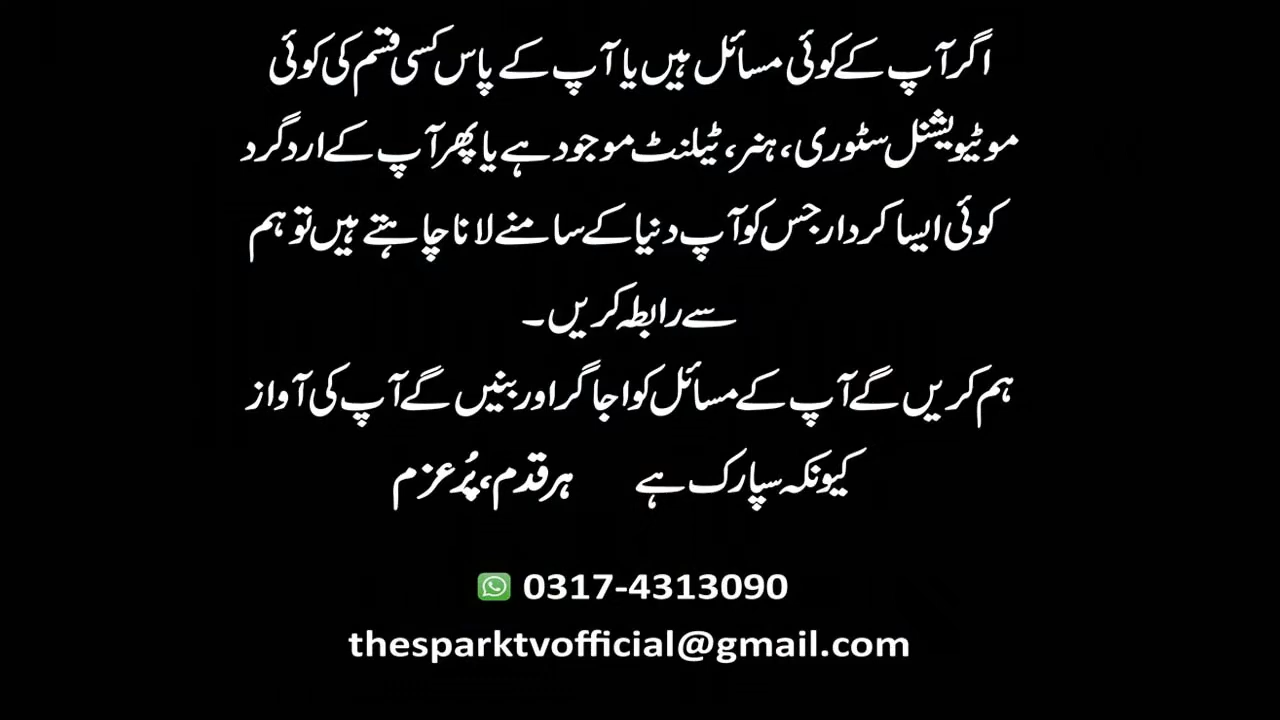 اگر آپ کے کوئی مسائل ہیں یا آپ کے پاس کسی قسم کی کوئی
موٹیویشنل سٹوری، ہنر، ٹیلنٹ موجود ہے یا پھر آپ کے ارد گرد
کوئی ایسا کردار جس کو آپ دنیا کے سامنے لانا چاہتے ہیں تو ہم
سے رابطہ کریں۔
ہم کریں گے آپ کے مسائل کو اجاگر اور بنیں گے آپ کی آواز
کیونکہ سپارک ہے ہر قدم، پُر عزم
0317-4313090
thesparktvofficial@gmail.com